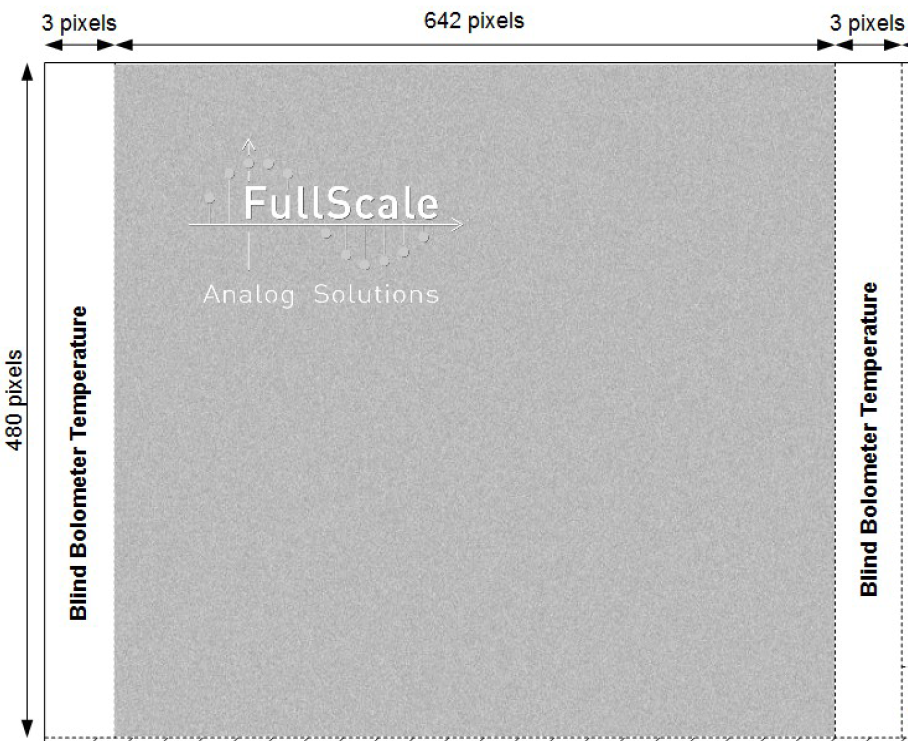 3 pixels
642 pixels
3 pixels
FullScale
Analog Solutions
480 pixels
Blind Bolometer Temperature
Blind Bolometer Temperature